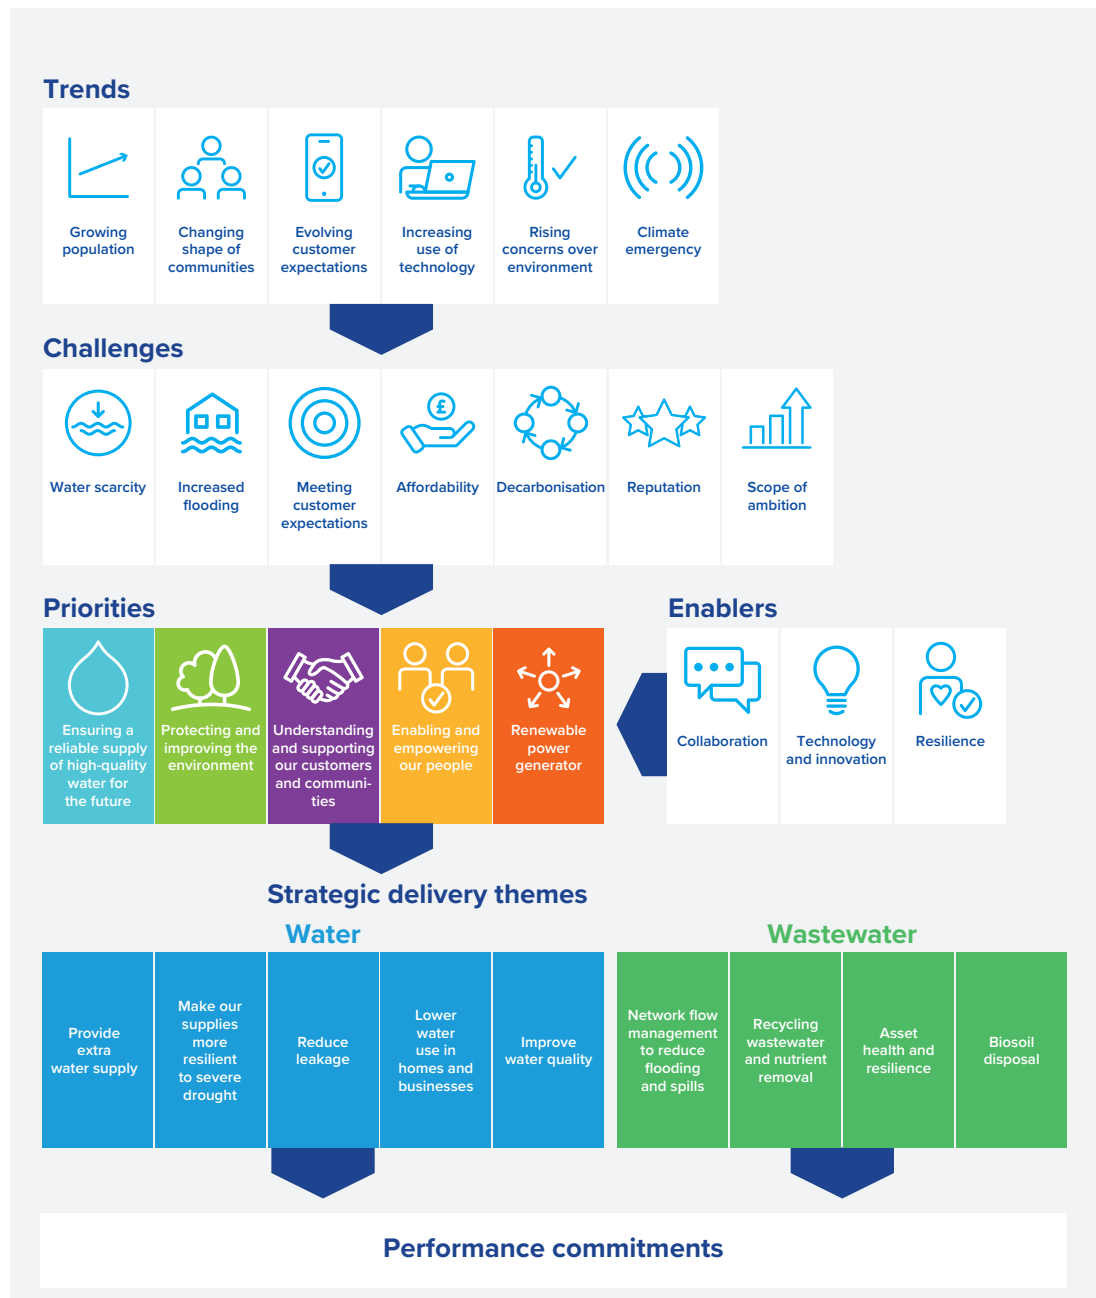 Trends
Growing
population
Changing
shape of
communities
Evolving
customer
expectations
Increasing
use of
technology
Rising
concerns over
environment
Climate
emergency
Challenges
Water scarcity
Increased
flooding
Meeting
customer
expectations
£
Affordability
Decarbonisation
Reputation
Scope of
ambition
Priorities
Ensuring a
reliable supply
of high-quality
water for
the future
Protecting and
improving the
environment
Understanding
and supporting
our customers
and communi-
ties
Enabling and
empowering
our people
Renewable
power
generator
Enablers
Collaboration
Technology
and innovation
Resilience
Strategic delivery themes
Water
Provide
extra
water supply
Make our
supplies
more
resilient
to severe
drought
Reduce
leakage
Lower
water
use in
homes and
businesses
Improve
water quality
Wastewater
Network flow
management
to reduce
flooding
and spills
Recycling
wastewater
and nutrient
removal
Asset
health and
resilience
Biosoil
disposal
Performance commitments